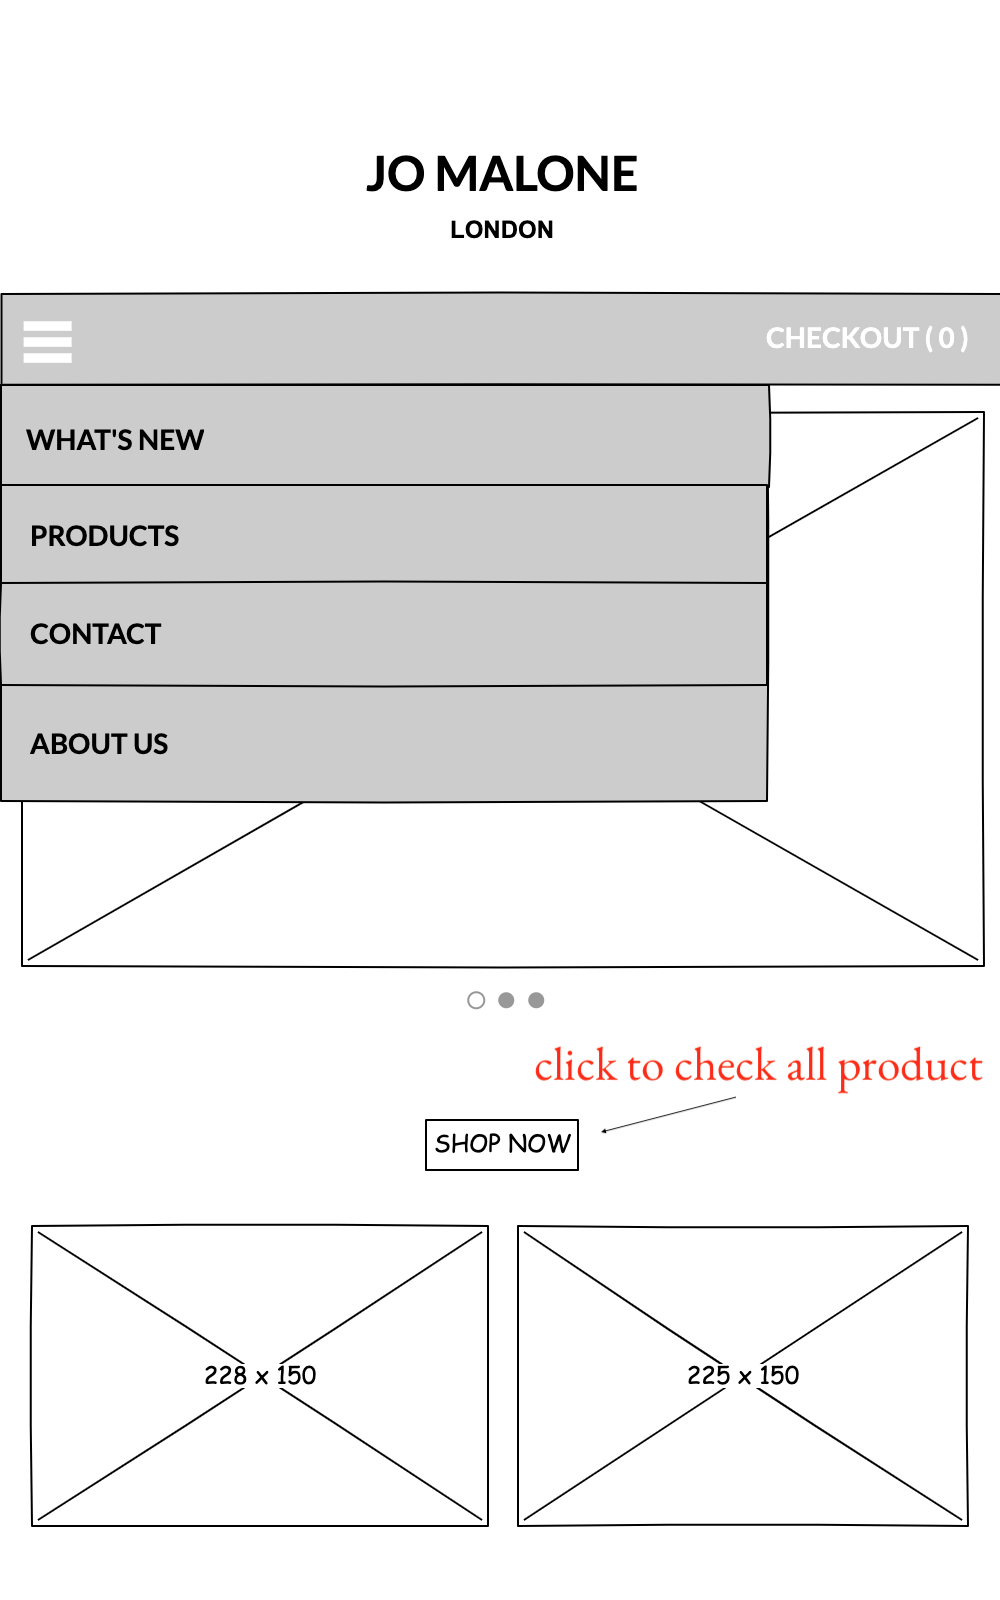 JO MALONE
LONDON
CHECKOUT ( 0 )
WHAT'S NEW
PRODUCTS
CONTACT
ABOUT US
click to check all product
SHOP NOW
228 x 150
225 x 150